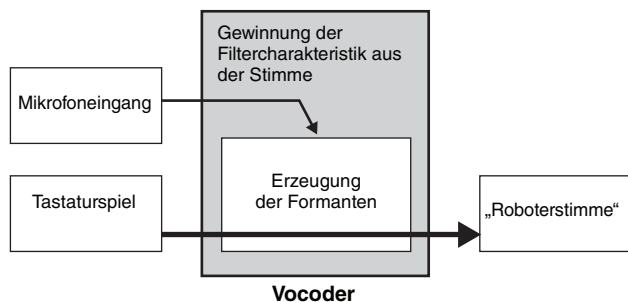 Gewinnung der
Filtercharakteristik aus
der Stimme
Mikrofoneingang
Erzeugung
der Formanten
Tastaturspiel
„Roboterstimme“
Vocoder